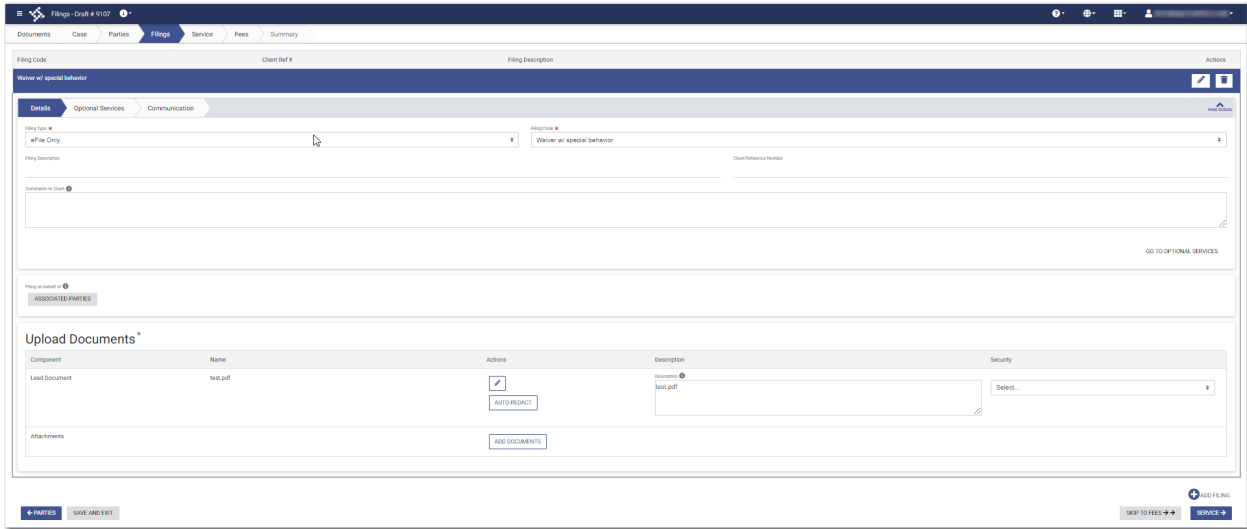 Filings - Draft # 9107
Documents Case Parties Filings Service Fees Summary
Filing Code Client Ref # Filing Description Actions
Waiver w/ special behavior
Details Optional Services Communication Hide Details
Filing Type * Filing Code *
eFile Only Waiver w/ special behavior
Filing Description Client Reference Number
Comments to Court
GO TO OPTIONAL SERVICES
Filing on behalf of
ASSOCIATED PARTIES
Upload Documents*
Component Name Actions Description Security
Lead Document test.pdf Description
test.pdf Select...
AUTO-REDACT
Attachments ADD DOCUMENTS
ADD FILING
PARTIES SAVE AND EXIT SKIP TO FEES SERVICE